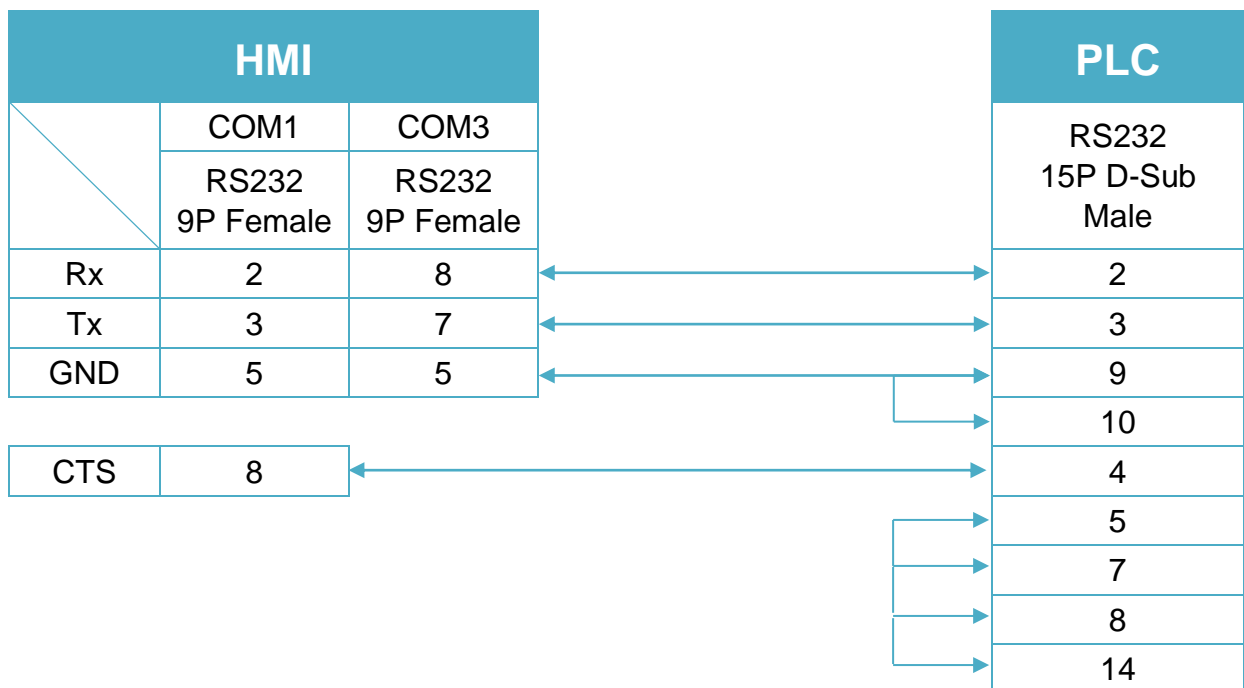 HMI PLC
COM1 COM3
RS232 RS232 RS232
9P Female 9P Female 15P D-Sub
Male
Rx 2 8 2
Tx 3 7 3
GND 5 5 9
10
CTS 8 4
5
7
8
14